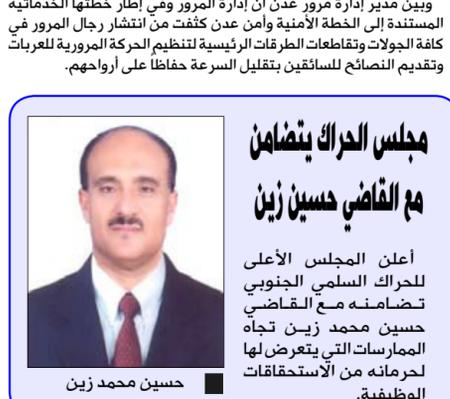 وبين مدير إدارة مرور عدن أن إدارة المرور وفي إطار خطتها الخدماتية
المستندة إلى الخطة الأمنية وأمن عدن كثفت من انتشار رجال المرور في
كافة الجولات وتقاطعات الطرقات الرئيسية لتنظيم الحركة المرورية للعربات
وتقديم النصائح للسائقين بتقليل السرعة حفاظاً على أرواحهم.
مجلس الحراك يتضامن
مع القاضي حسين زين
أعلن المجلس الأعلى
للحراك السلمي الجنوبي
تضامنه مع القاضي
حسين محمد زين تجاه
الممارسات التي يتعرض لها
لحرمانه من الاستحقاقات
الوظيفية.
حسين محمد زين